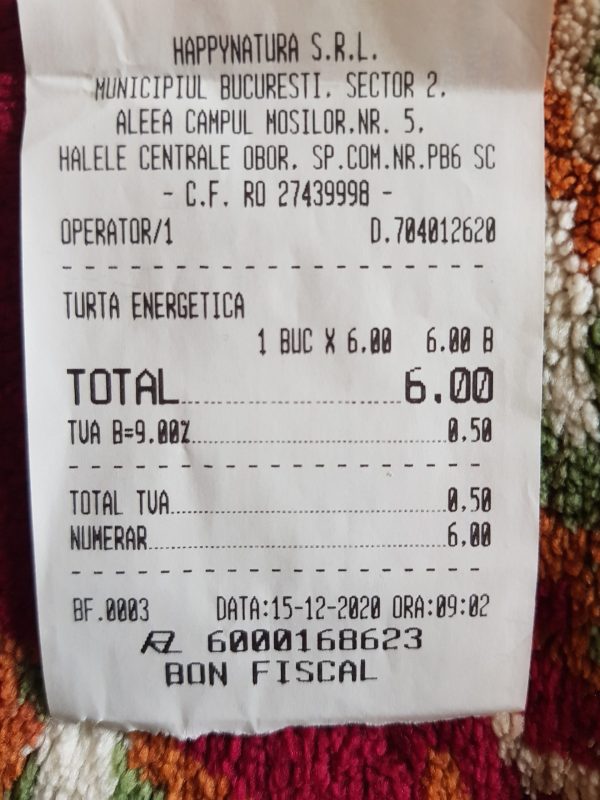 HAPPYNATURA S.R.L.
MUNICIPIUL BUCURESTI. SECTOR 2.
ALEEA CAMPUL MOSILOR.NR. 5.
HALELE CENTRALE OBOR. SP.COM.NR.PB6 SC
- C.F. RO 27439998 -
OPERATOR/1 D.704012620
TURTA ENERGETICA
1 BUC X 6.00 6.00 B
TOTAL 6.00
TVA B=9.00% 0.50
TOTAL TVA 0.50
NUMERAR 6.00
BF.0003 DATA:15-12-2020 ORA:09:02
6000168623
BON FISCAL